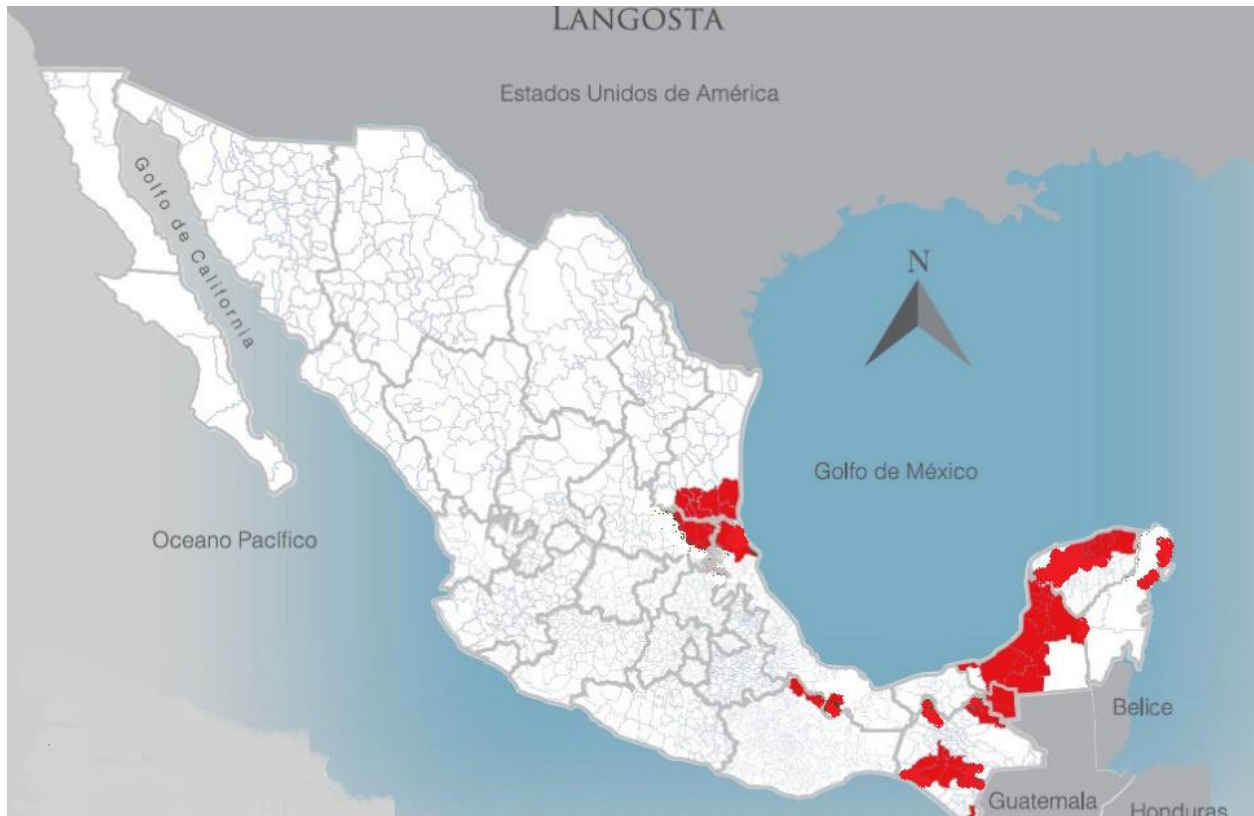 LANGOSTA
Estados Unidos de América
Golfo de California
N
Golfo de México
Oceano Pacífico
Belice
Guatemala
Honduras